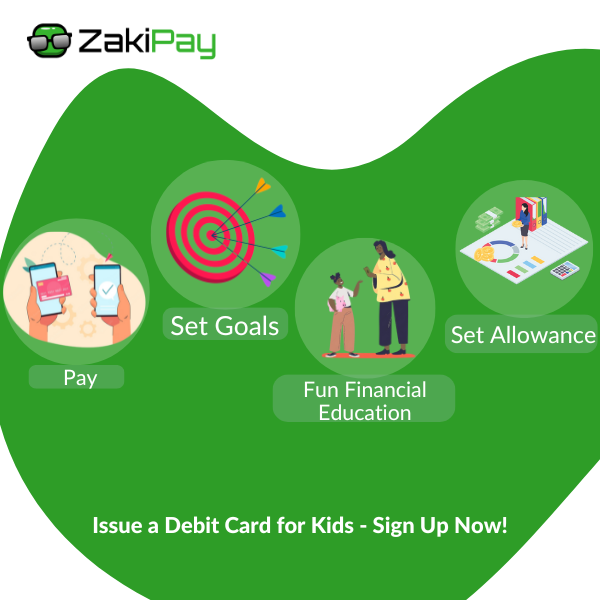 ZakiPay
Set Goals
Set Allowance
Pay
Fun Financial
Education
Issue a Debit Card for Kids - Sign Up Now!